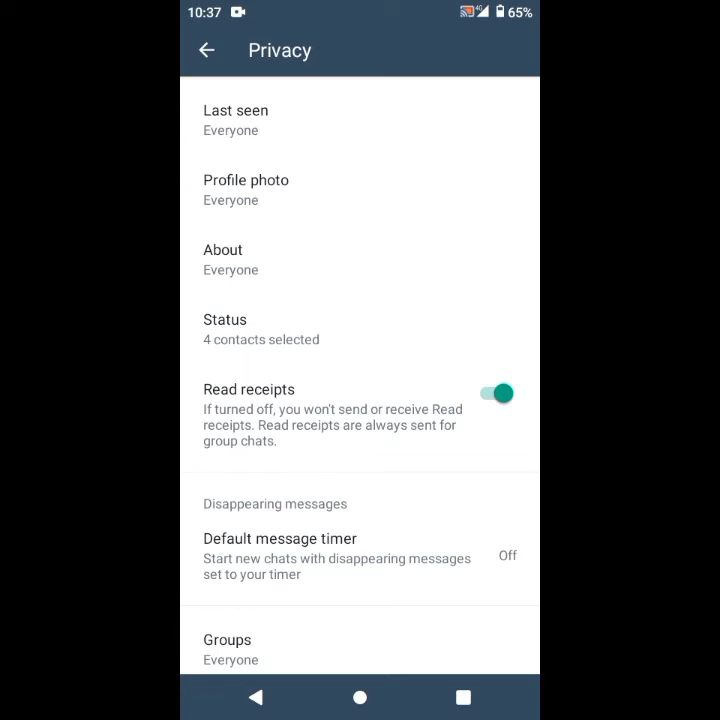 10:37 4G 65%
Privacy
Last seen
Everyone
Profile photo
Everyone
About
Everyone
Status
4 contacts selected
Read receipts
If turned off, you won't send or receive Read
receipts. Read receipts are always sent for
group chats.
Disappearing messages
Default message timer
Start new chats with disappearing messages
set to your timer
Off
Groups
Everyone